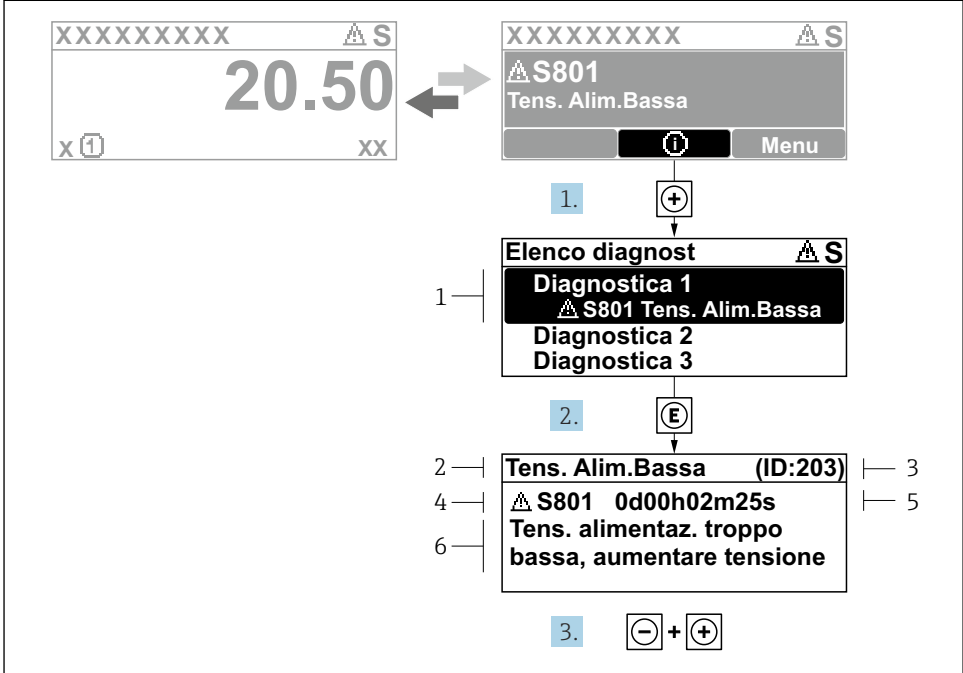 XXXXXXXXX ⚠ S
20.50
x ① xx
XXXXXXXXX ⚠ S
⚠ S801
Tens. Alim.Bassa
ⓘ Menu
1. +
Elenco diagnost ⚠ S
1
Diagnostica 1
⚠ S801 Tens. Alim.Bassa
Diagnostica 2
Diagnostica 3
2. E
2 Tens. Alim.Bassa (ID:203) 3
4 ⚠ S801 0d00h02m25s 5
6
Tens. alimentaz. troppo
bassa, aumentare tensione
3. − + +